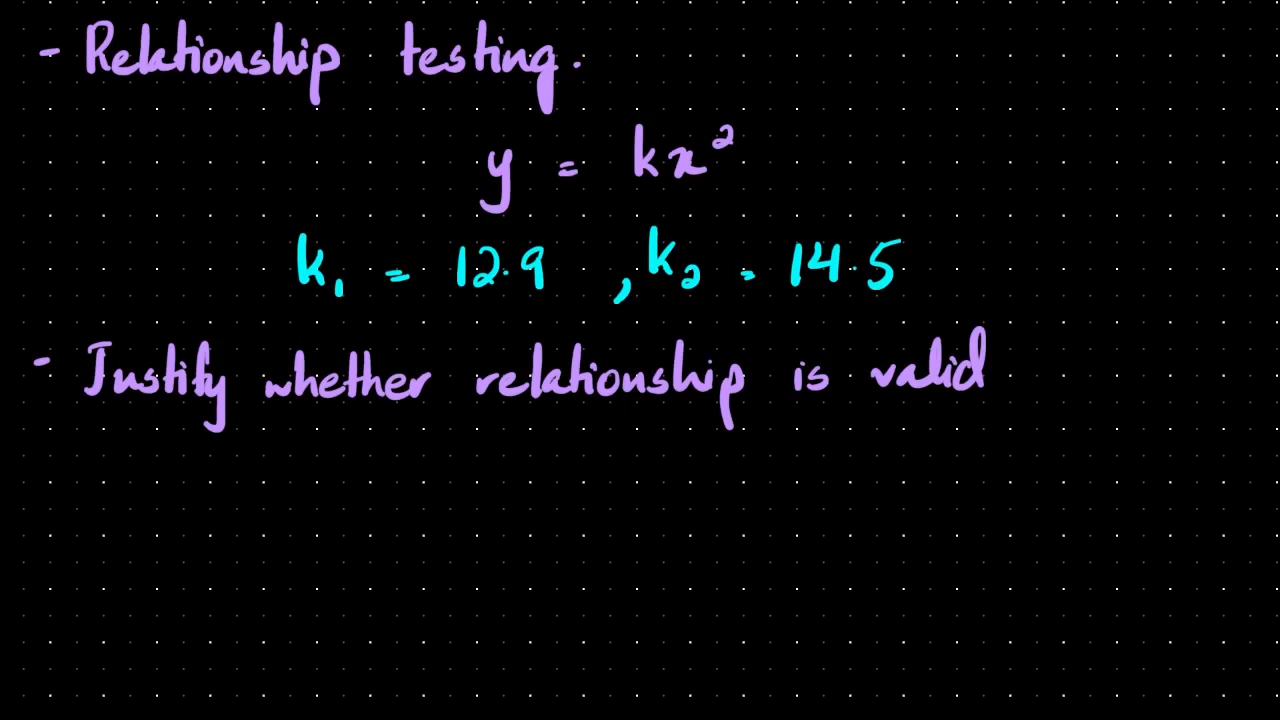 - Relationship testing.
y = kx²
k₁ = 12.9 , k₂ = 14.5
- Justify whether relationship is valid